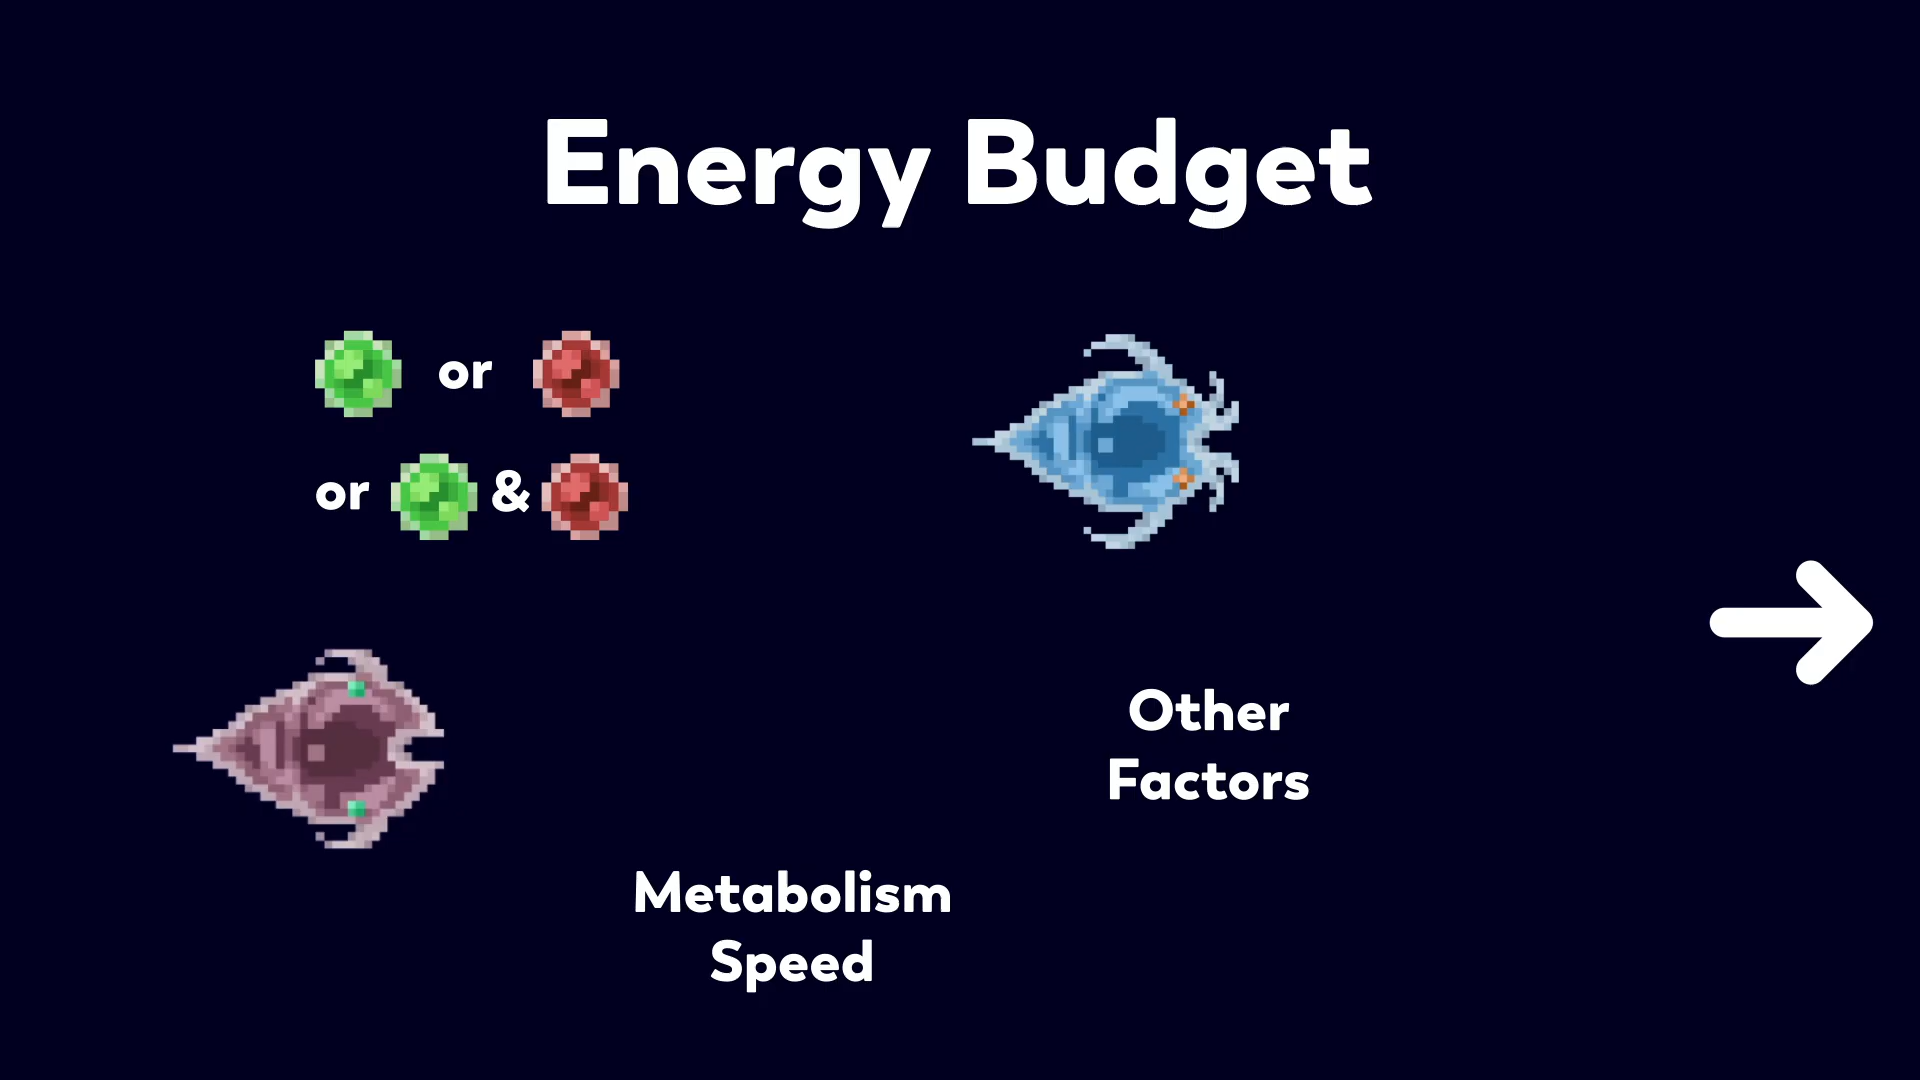 Energy Budget
or
or &
Other
Factors
Metabolism
Speed